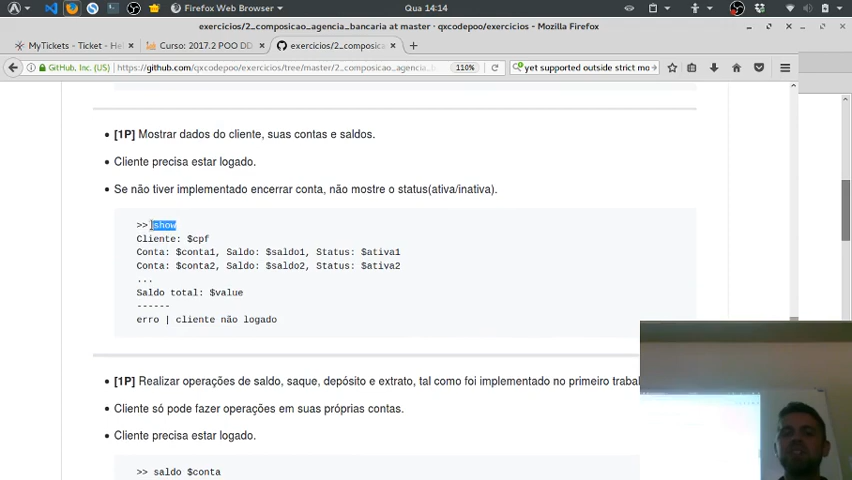 Firefox Web Browser
Qua 14:14
exercicios/2_composicao_agencia_bancaria at master · qxcodepoo/exercicios - Mozilla Firefox
MyTickets - Ticket - He
Curso: 2017.2 POO DD
exercicios/2_composica
GitHub, Inc. (US)
https://github.com/qxcodepoo/exercicios/tree/master/2_composicao_agencia_b
110%
yet supported outside strict mo
[1P] Mostrar dados do cliente, suas contas e saldos.
Cliente precisa estar logado.
Se não tiver implementado encerrar conta, não mostre o status(ativa/inativa).
>> show
Cliente: $cpf
Conta: $conta1, Saldo: $saldo1, Status: $ativa1
Conta: $conta2, Saldo: $saldo2, Status: $ativa2
...
Saldo total: $value
------
erro | cliente não logado
[1P] Realizar operações de saldo, saque, depósito e extrato, tal como foi implementado no primeiro trabal
Cliente só pode fazer operações em suas próprias contas.
Cliente precisa estar logado.
>> saldo $conta